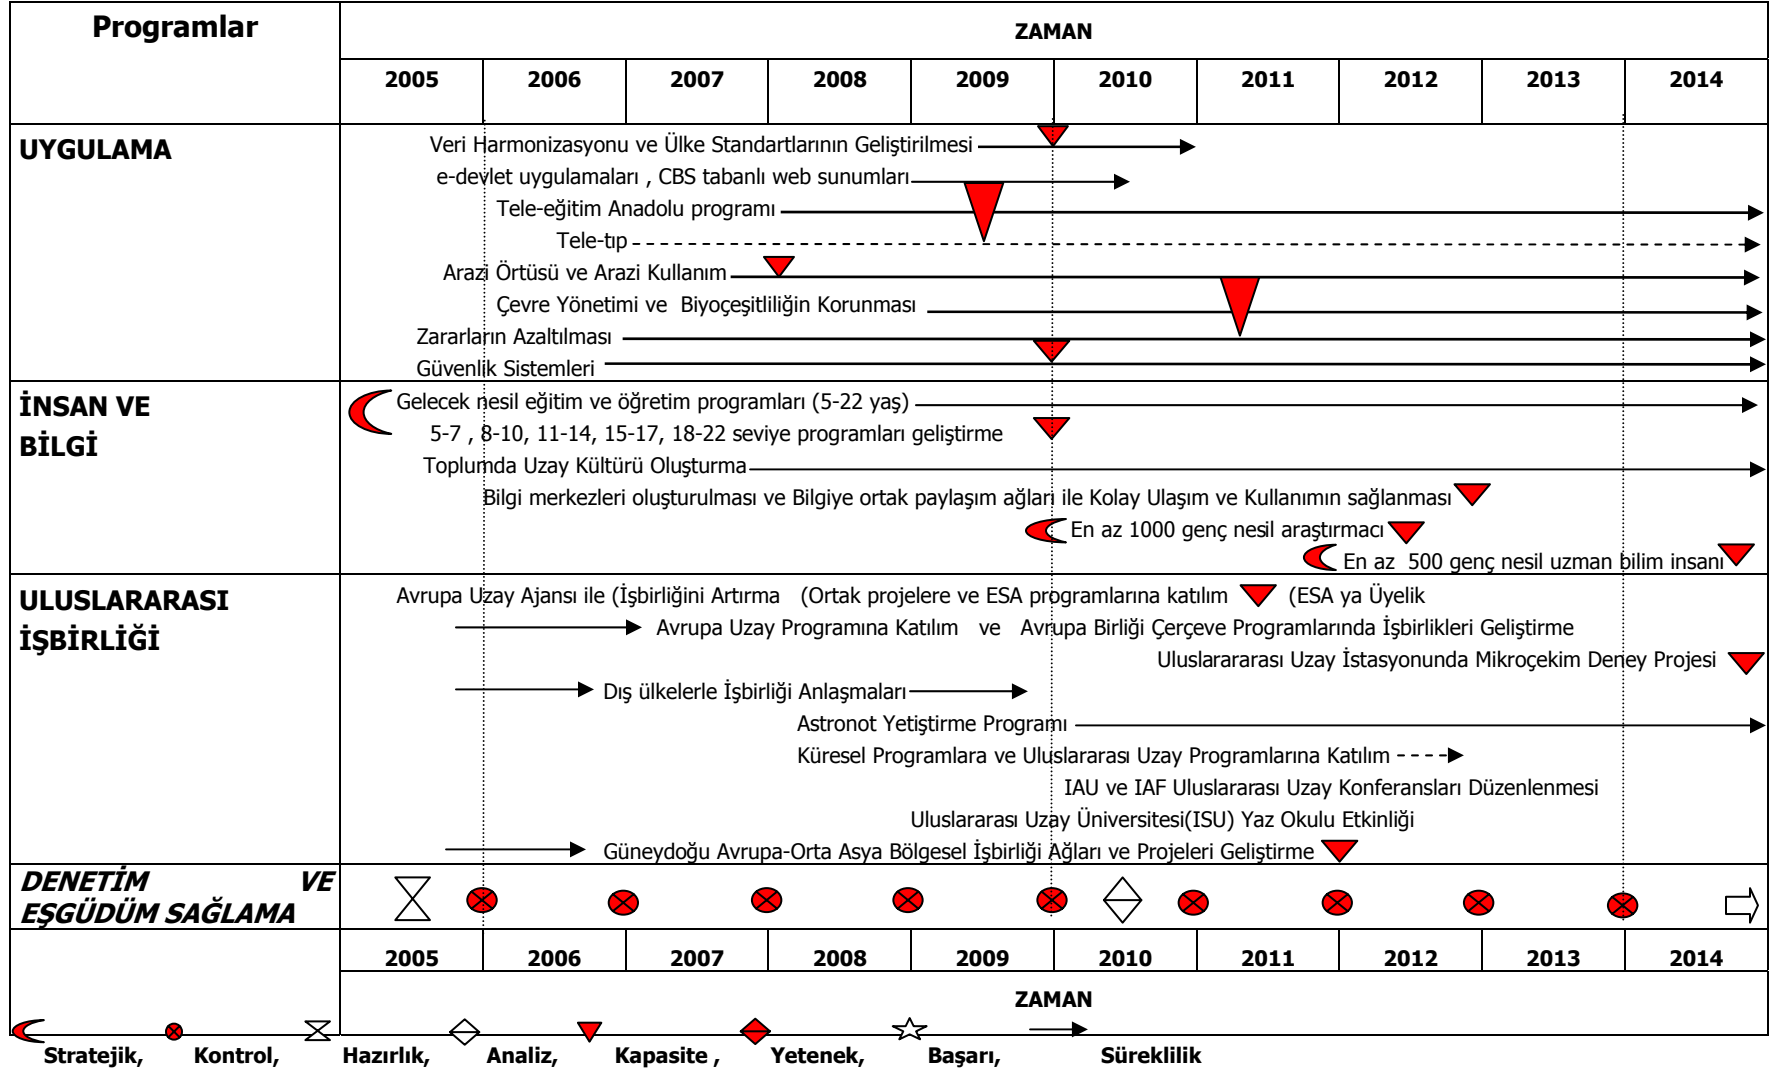 Programlar
ZAMAN
2005 2006 2007 2008 2009 2010 2011 2012 2013 2014
UYGULAMA
Veri Harmonizasyonu ve Ülke Standartlarının Geliştirilmesi
e-devlet uygulamaları , CBS tabanlı web sunumları
Tele-eğitim Anadolu programı
Tele-tıp
Arazi Örtüsü ve Arazi Kullanım
Çevre Yönetimi ve Biyoçeşitliliğin Korunması
Zararların Azaltılması
Güvenlik Sistemleri
İNSAN VE
BİLGİ
Gelecek nesil eğitim ve öğretim programları (5-22 yaş)
5-7 , 8-10, 11-14, 15-17, 18-22 seviye programları geliştirme
Toplumda Uzay Kültürü Oluşturma
Bilgi merkezleri oluşturulması ve Bilgiye ortak paylaşım ağları ile Kolay Ulaşım ve Kullanımın sağlanması
En az 1000 genç nesil araştırmacı
En az 500 genç nesil uzman bilim insanı
ULUSLARARASI
İŞBİRLİĞİ
Avrupa Uzay Ajansı ile (İşbirliğini Artırma (Ortak projelere ve ESA programlarına katılım (ESA ya Üyelik
Avrupa Uzay Programına Katılım ve Avrupa Birliği Çerçeve Programlarında İşbirlikleri Geliştirme
Uluslarararası Uzay İstasyonunda Mikroçekim Deney Projesi
Dış ülkelerle İşbirliği Anlaşmaları
Astronot Yetiştirme Programı
Küresel Programlara ve Uluslararası Uzay Programlarına Katılım
IAU ve IAF Uluslararası Uzay Konferansları Düzenlenmesi
Uluslararası Uzay Üniversitesi(ISU) Yaz Okulu Etkinliği
Güneydoğu Avrupa-Orta Asya Bölgesel İşbirliği Ağları ve Projeleri Geliştirme
DENETİM VE
EŞGÜDÜM SAĞLAMA
2005 2006 2007 2008 2009 2010 2011 2012 2013 2014
ZAMAN
Stratejik, Kontrol, Hazırlık, Analiz, Kapasite , Yetenek, Başarı, Süreklilik